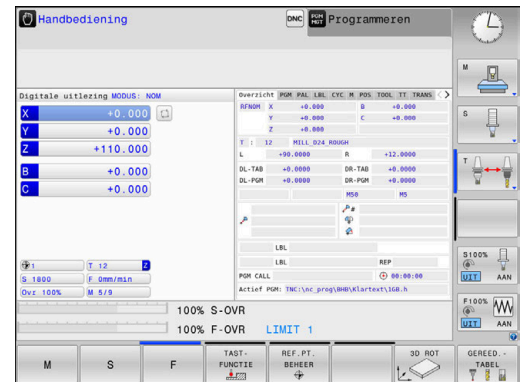 Handbediening
DNC
PGM MGT
Programmeren
Digitale uitlezing MODUS: NOM
X +0.000
Y +0.000
Z +110.000
B +0.000
C +0.000
1
T 12 Z
S 1800 F 0mm/min
Ovr 100% M 5/9
Overzicht PGM PAL LBL CYC M POS TOOL TT TRANS
RFNOM X +0.000 B +0.000
Y +0.000 C +0.000
Z +0.000
T : 12 MILL_D24_ROUGH
L +90.0000 R +12.0000
DL-TAB +0.0000 DR-TAB +0.0000
DL-PGM +0.0000 DR-PGM +0.0000
M50 M5
P#
LBL
LBL REP
PGM CALL 00:00:00
Actief PGM: TNC:\nc_prog\BHB\Klartext\1GB.h
100% S-OVR
100% F-OVR LIMIT 1
M
S
F
TAST-
FUNCTIE
REF.PT.
BEHEER
3D ROT
GEREED.-
TABEL
L
M
S
T
S100%
UIT AAN
F100%
UIT AAN